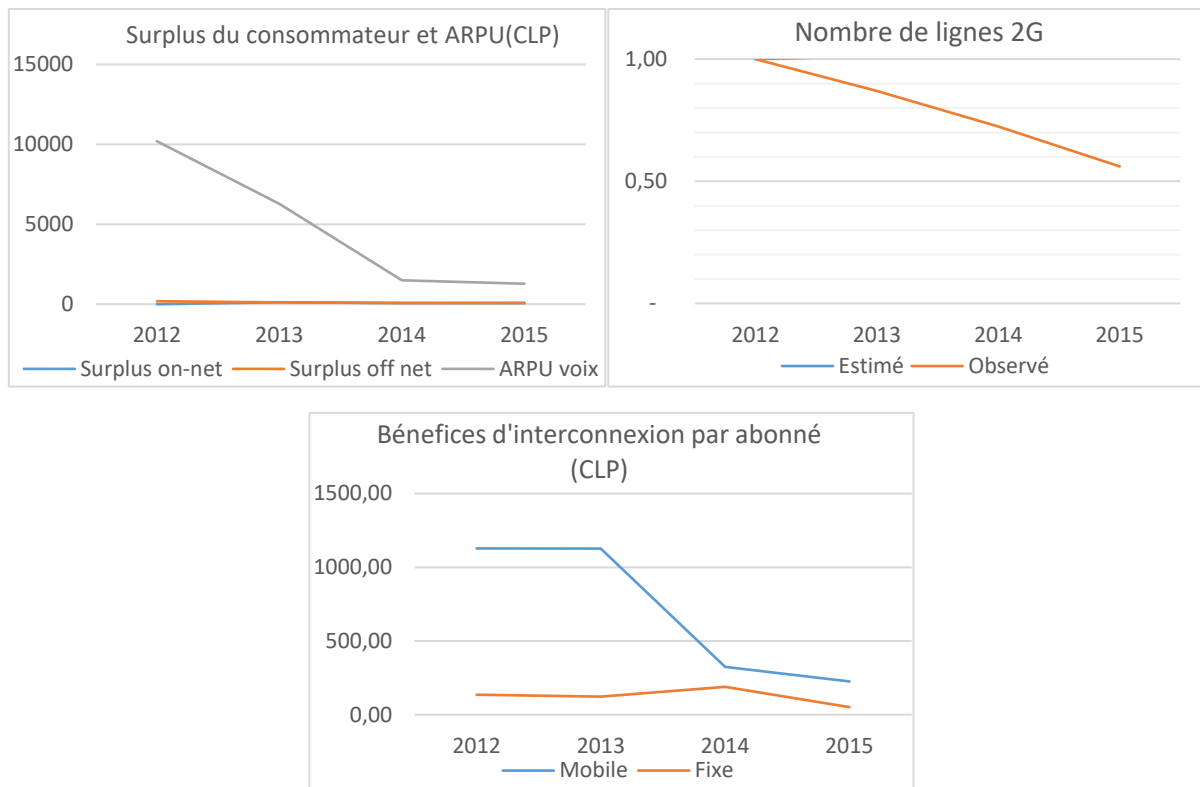 Surplus du consommateur et ARPU(CLP)
15000
10000
5000
0
2012 2013 2014 2015
Surplus on-net Surplus off net ARPU voix
Nombre de lignes 2G
1,00
0,50
-
2012 2013 2014 2015
Estimé Observé
Bénefices d'interconnexion par abonné
(CLP)
1500,00
1000,00
500,00
0,00
2012 2013 2014 2015
Mobile Fixe